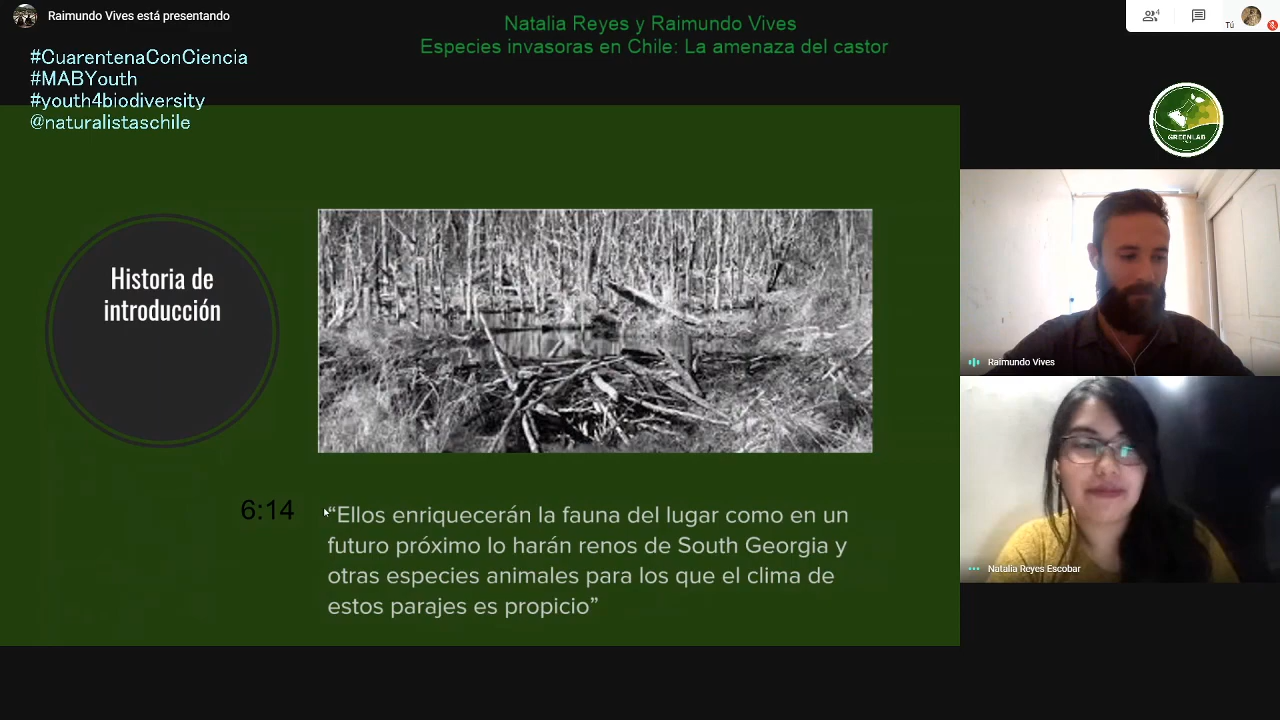 Raimundo Vives está presentando
Natalia Reyes y Raimundo Vives
Especies invasoras en Chile: La amenaza del castor
4
Tú
#CuarentenaConCiencia
#MABYouth
#youth4biodiversity
@naturalistaschile
GREENLAB
Historia de
introducción
Raimundo Vives
6:14
“Ellos enriquecerán la fauna del lugar como en un
futuro próximo lo harán renos de South Georgia y
otras especies animales para los que el clima de
estos parajes es propicio”
Natalia Reyes Escobar